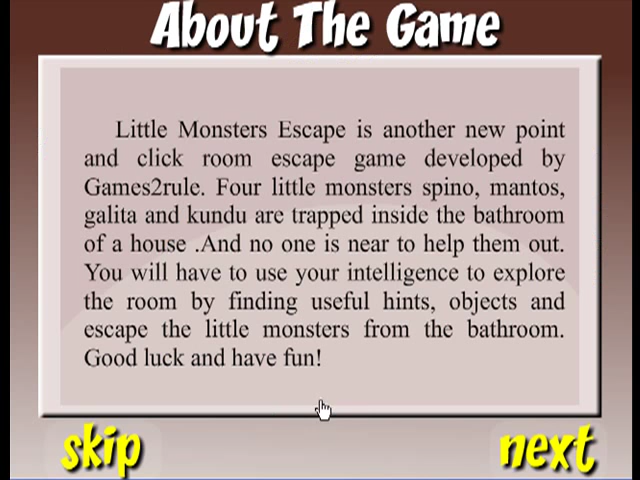 About The Game
Little Monsters Escape is another new point
and click room escape game developed by
Games2rule. Four little monsters spino, mantos,
galita and kundu are trapped inside the bathroom
of a house .And no one is near to help them out.
You will have to use your intelligence to explore
the room by finding useful hints, objects and
escape the little monsters from the bathroom.
Good luck and have fun!
skip
next